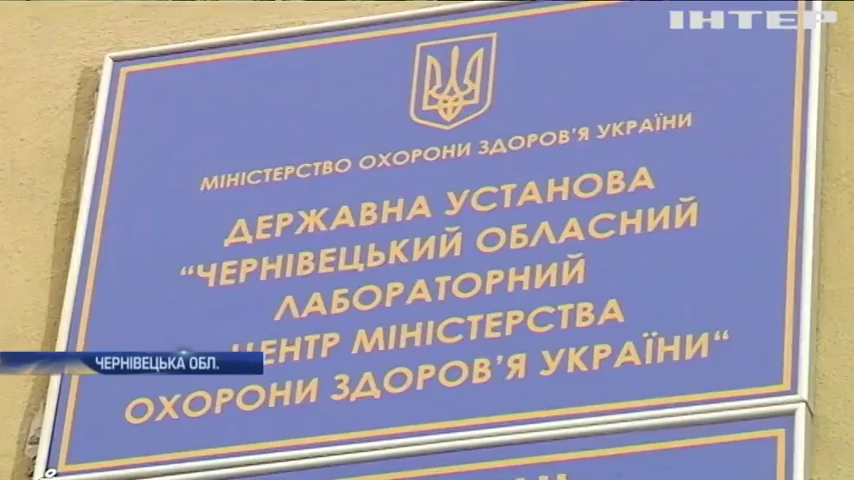 ІНТЕР
МІНІСТЕРСТВО ОХОРОНИ ЗДОРОВ'Я УКРАЇНИ
ДЕРЖАВНА УСТАНОВА
“ЧЕРНІВЕЦЬКИЙ ОБЛАСНИЙ
ЛАБОРАТОРНИЙ
ЦЕНТР МІНІСТЕРСТВА
ЧЕРНІВЕЦЬКА ОБЛ.
ОХОРОНИ ЗДОРОВ'Я УКРАЇНИ“